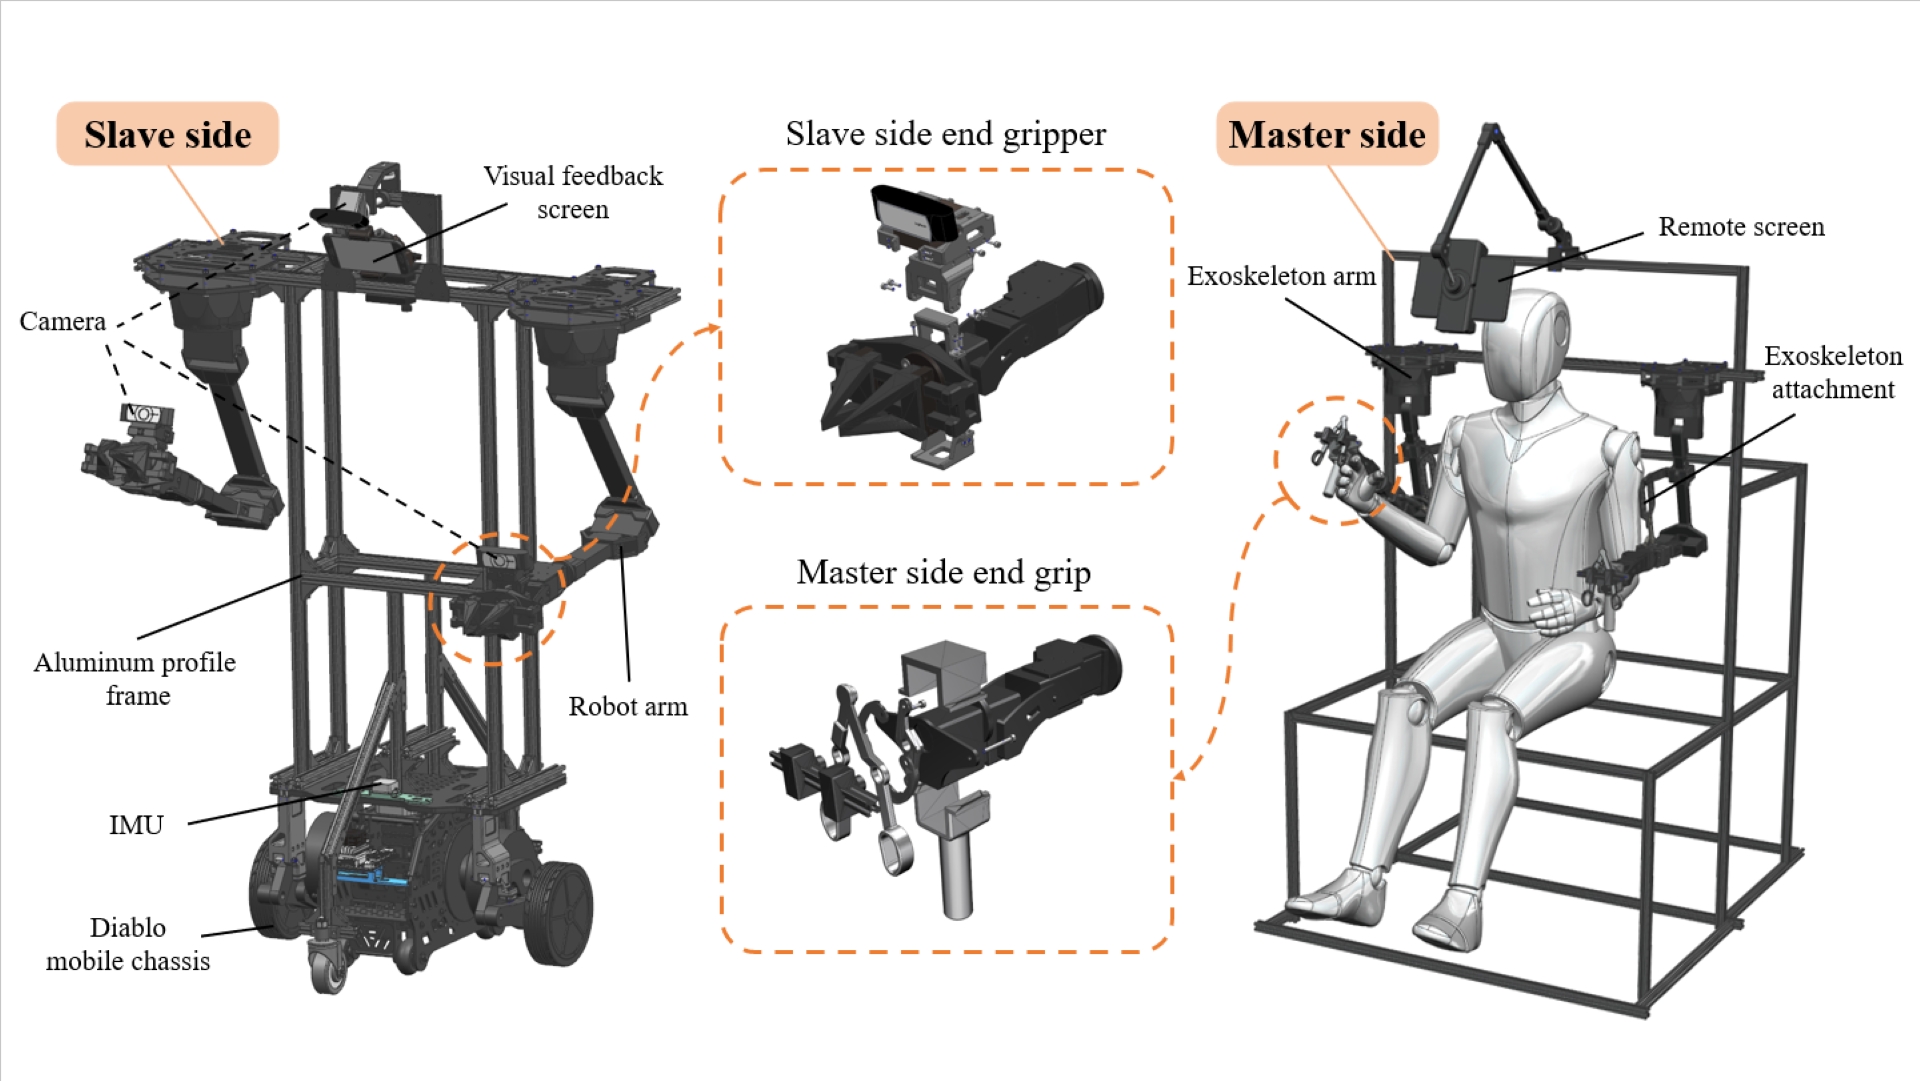 Slave side
Visual feedback
screen
Camera
Aluminum profile
frame
Robot arm
IMU
Diablo
mobile chassis
Slave side end gripper
Master side end grip
Master side
Remote screen
Exoskeleton arm
Exoskeleton
attachment